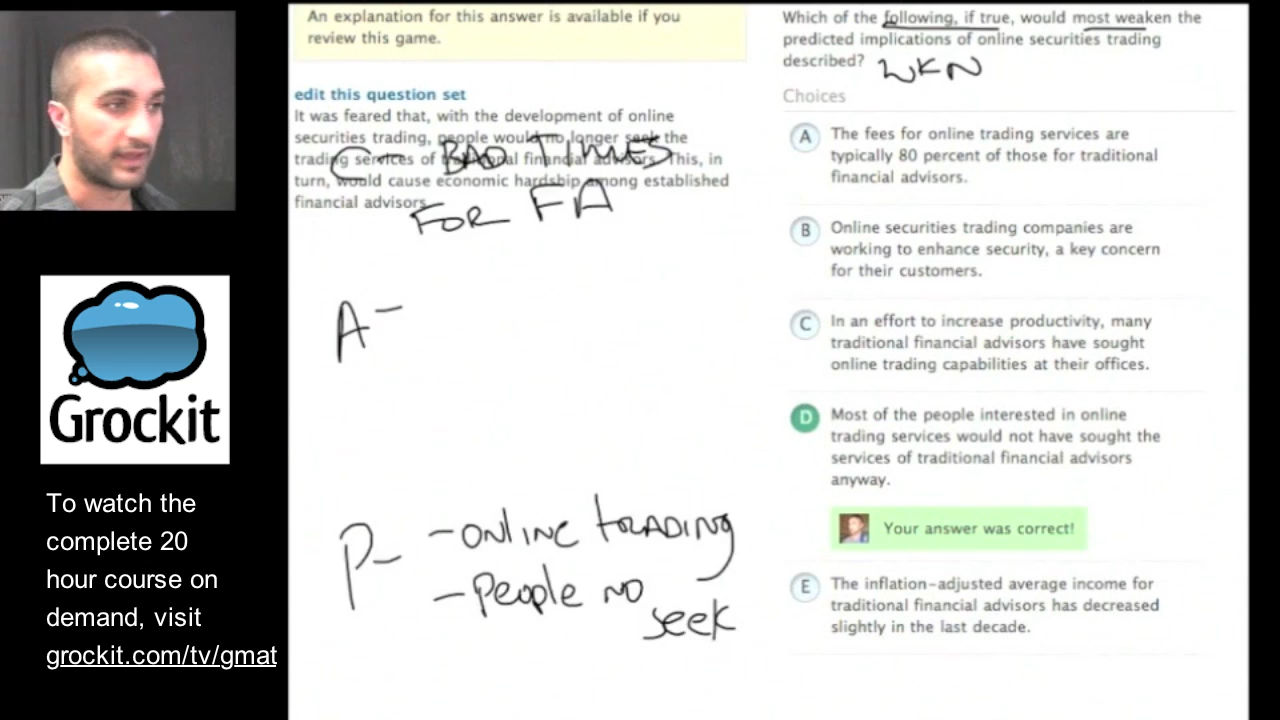 An explanation for this answer is available if you
review this game.
edit this question set
It was feared that, with the development of online
securities trading, people would no longer seek the
trading services of traditional financial advisors. This, in
turn, would cause economic hardship among established
financial advisors.
C - BAD TIMES
FOR FA
A -
P - - ONLINE TRADING
- People no
seek
Which of the following, if true, would most weaken the
predicted implications of online securities trading
described?
WKN
Choices
A The fees for online trading services are
typically 80 percent of those for traditional
financial advisors.
B Online securities trading companies are
working to enhance security, a key concern
for their customers.
C In an effort to increase productivity, many
traditional financial advisors have sought
online trading capabilities at their offices.
D Most of the people interested in online
trading services would not have sought the
services of traditional financial advisors
anyway.
Your answer was correct!
E The inflation-adjusted average income for
traditional financial advisors has decreased
slightly in the last decade.
Grockit
To watch the
complete 20
hour course on
demand, visit
grockit.com/tv/gmat